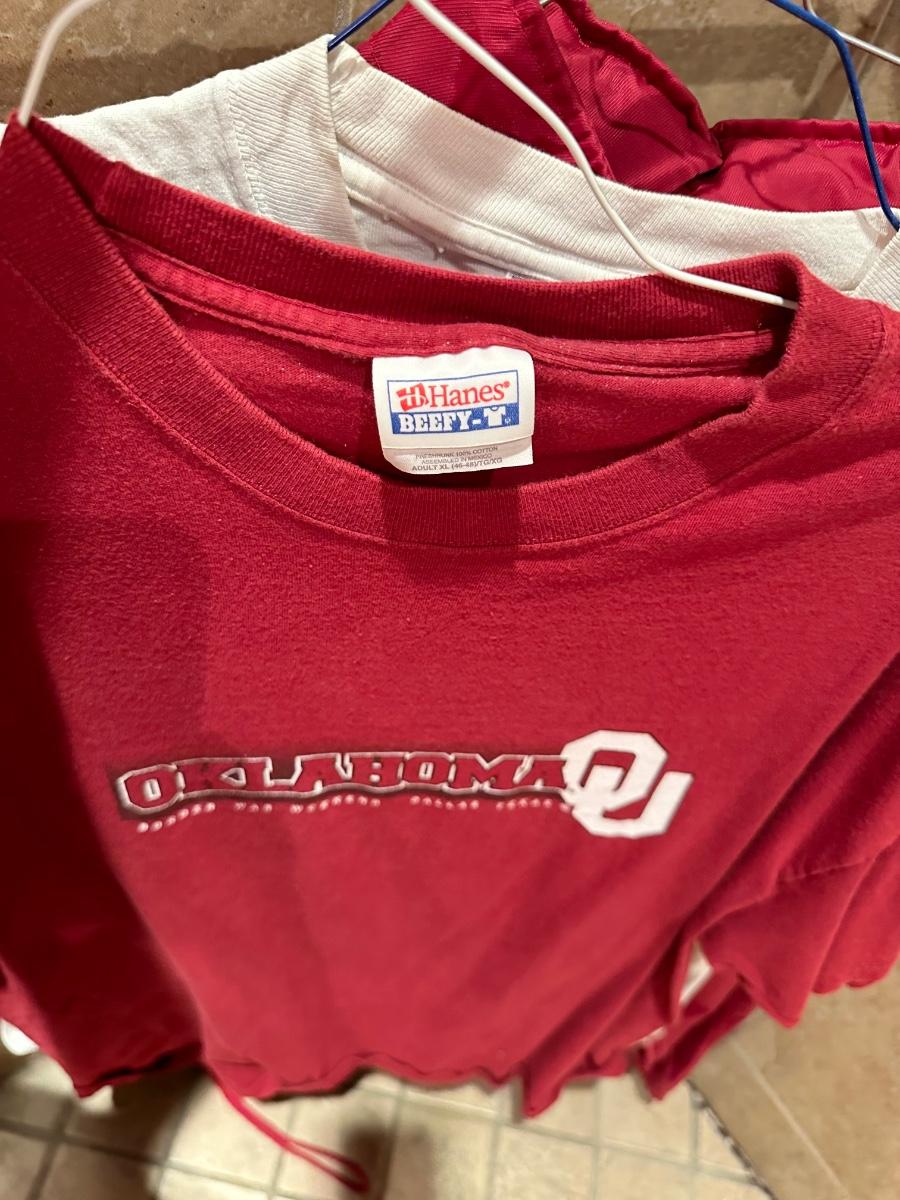 Hanes
BEEFY-T
PRESHRUNK 100% COTTON
ASSEMBLED IN MEXICO
ADULT XL (46-48)/TG/XG
OKLAHOMA
OU